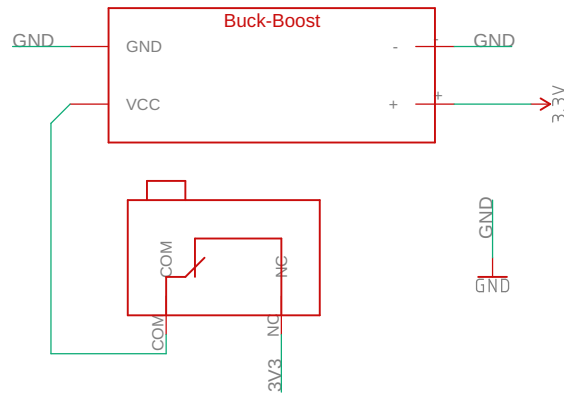 Buck-Boost
GND
GND
-
-
GND
VCC
+
+
3.3V
COM
NC
GND
COM
NC
GND
3V3